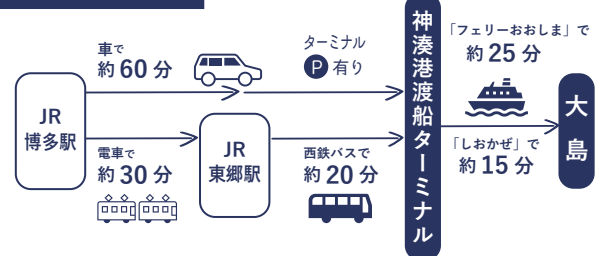 JR
博多駅
車で
約60分
電車で
約30分
JR
東郷駅
ターミナル
P有り
西鉄バスで
約20分
神湊港渡船ターミナル
「フェリーおおしま」で
約25分
「しおかぜ」で
約15分
大島